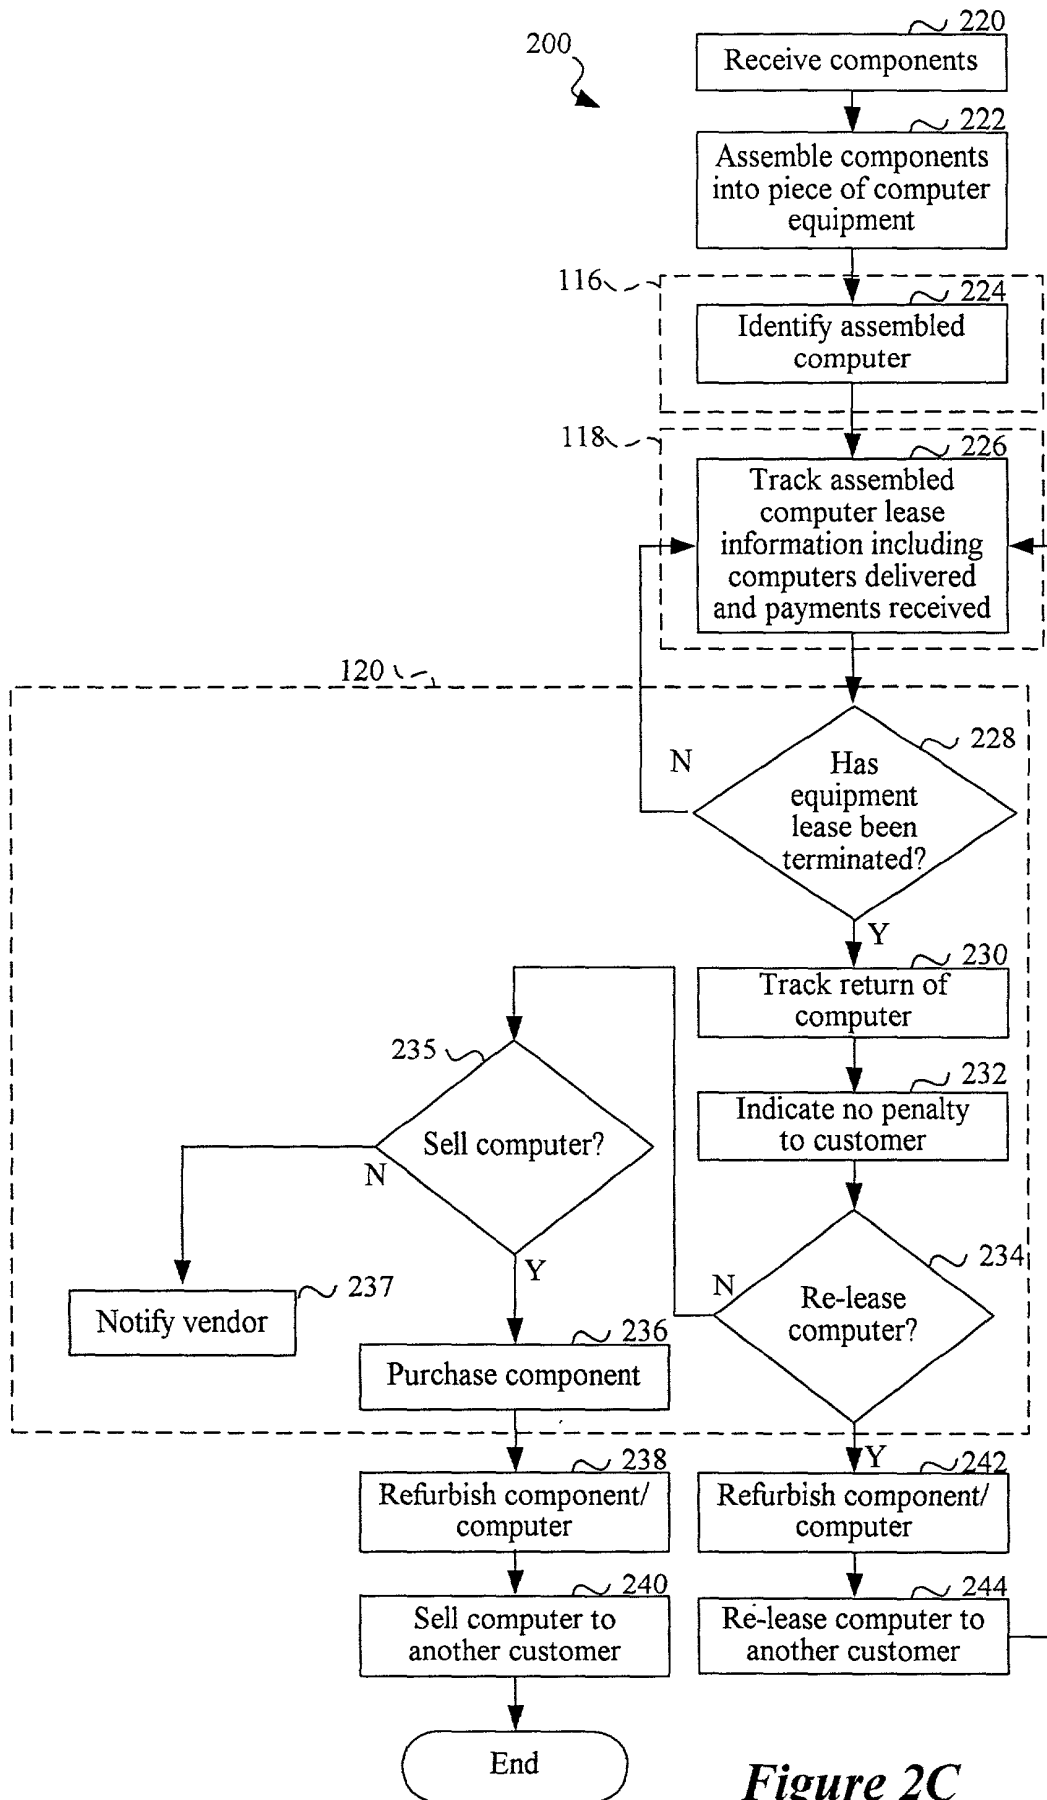 220
200
Receive components
222
Assemble components
into piece of computer
equipment
116
224
Identify assembled
computer
118
226
Track assembled
computer lease
information including
computers delivered
and payments received
120
228
N
Has
equipment
lease been
terminated?
Y
230
Track return of
computer
235
232
Indicate no penalty
to customer
Sell computer?
N
234
Y
N
Re-lease
computer?
237
Notify vendor
236
Purchase component
Y
238
242
Refurbish component/
computer
Refurbish component/
computer
240
244
Sell computer to
another customer
Re-lease computer to
another customer
End
Figure 2C